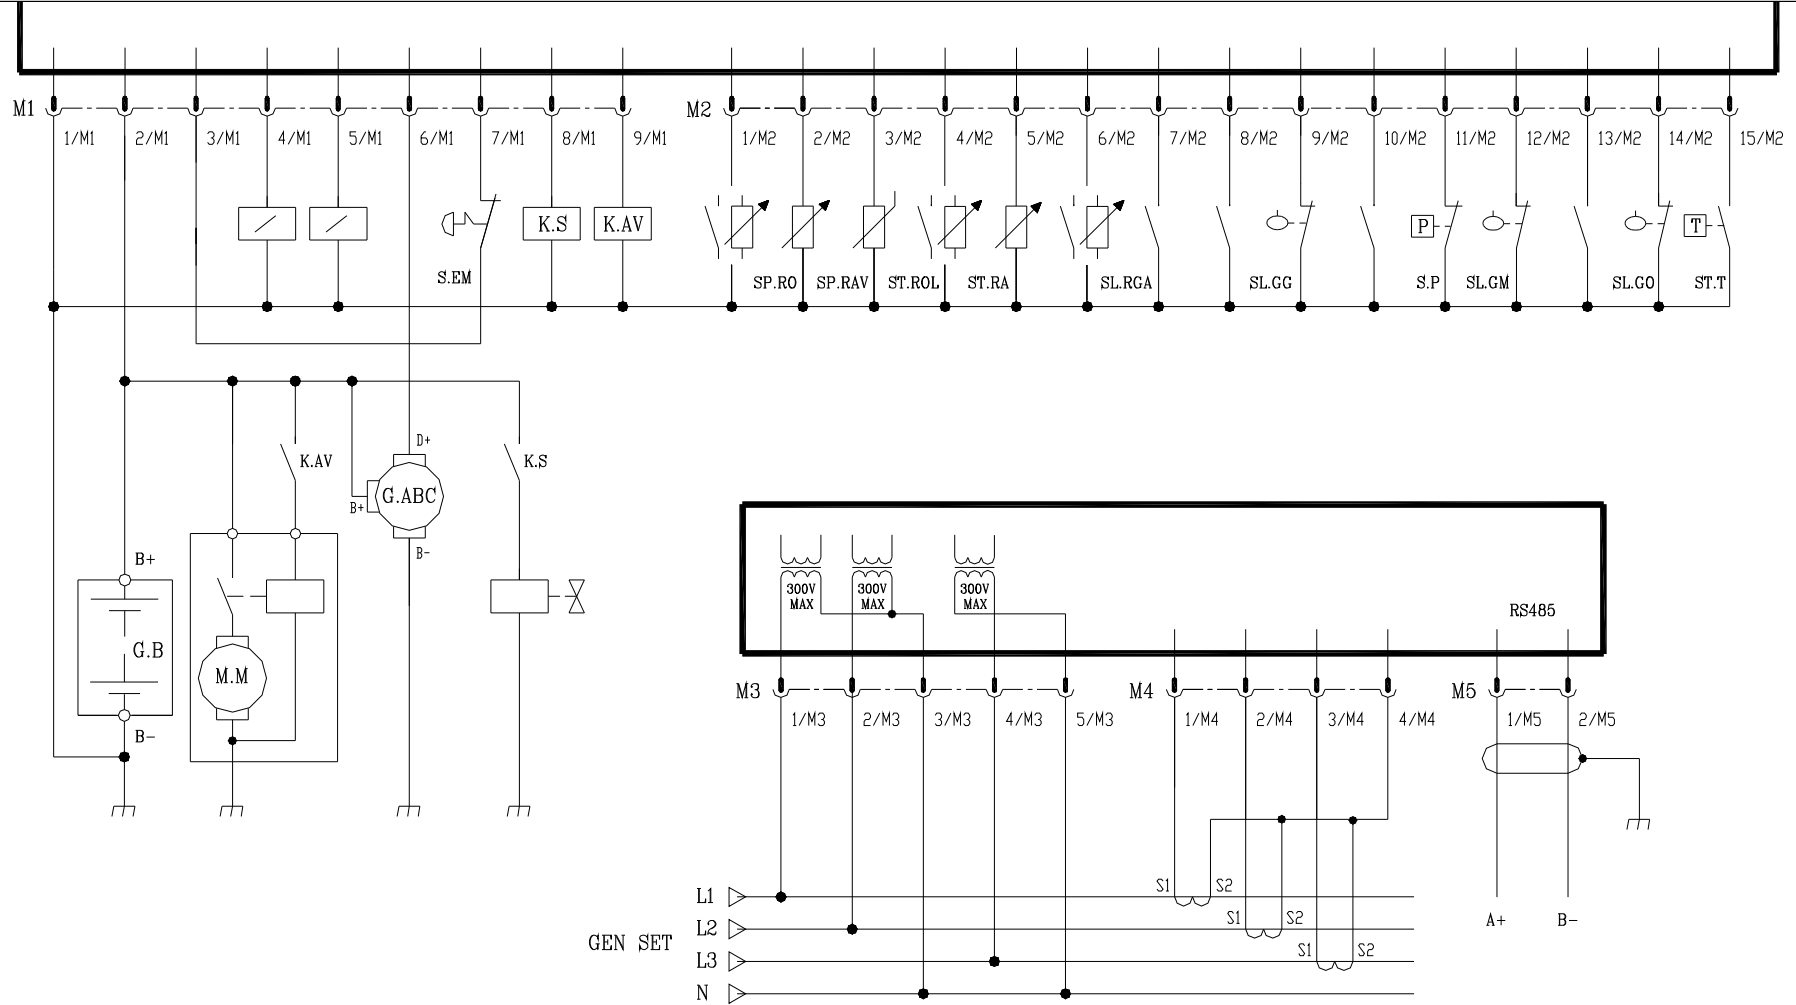 M1 M2
1/M1 2/M1 3/M1 4/M1 5/M1 6/M1 7/M1 8/M1 9/M1 1/M2 2/M2 3/M2 4/M2 5/M2 6/M2 7/M2 8/M2 9/M2 10/M2 11/M2 12/M2 13/M2 14/M2 15/M2
K.S K.AV P T
S.EM SP.RO SP.RAV ST.ROL ST.RA SL.RGA SL.GG S.P SL.GM SL.GO ST.T
D+
K.AV K.S
G.ABC
B+
B-
B+
G.B
M.M
B-
300V 300V 300V
MAX MAX MAX
RS485
M3 M4 M5
1/M3 2/M3 3/M3 4/M3 5/M3 1/M4 2/M4 3/M4 4/M4 1/M5 2/M5
L1 S1 S2
L2 S1 S2 A+ B-
GEN SET
L3 S1 S2
N